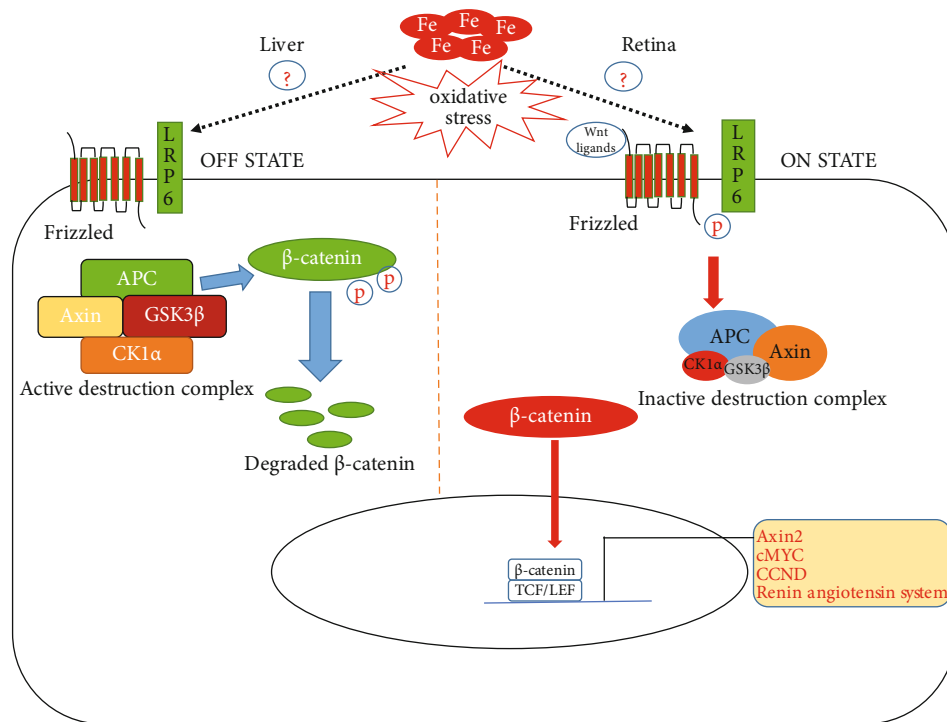 Fe
Fe
Fe
Fe
Fe
Liver
?
Retina
?
oxidative
stress
Wnt
ligands
L
R
P
6
OFF STATE
L
R
P
6
ON STATE
Frizzled
Frizzled
p
APC
Axin
GSK3β
CK1α
Active destruction complex
β-catenin
p
p
Degraded β-catenin
APC
Axin
CK1α
GSK3β
Inactive destruction complex
β-catenin
β-catenin
TCF/LEF
Axin2
cMYC
CCND
Renin angiotensin system